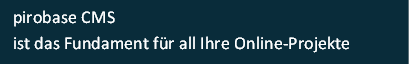 pirobase CMS
ist das Fundament für all Ihre Online-Projekte